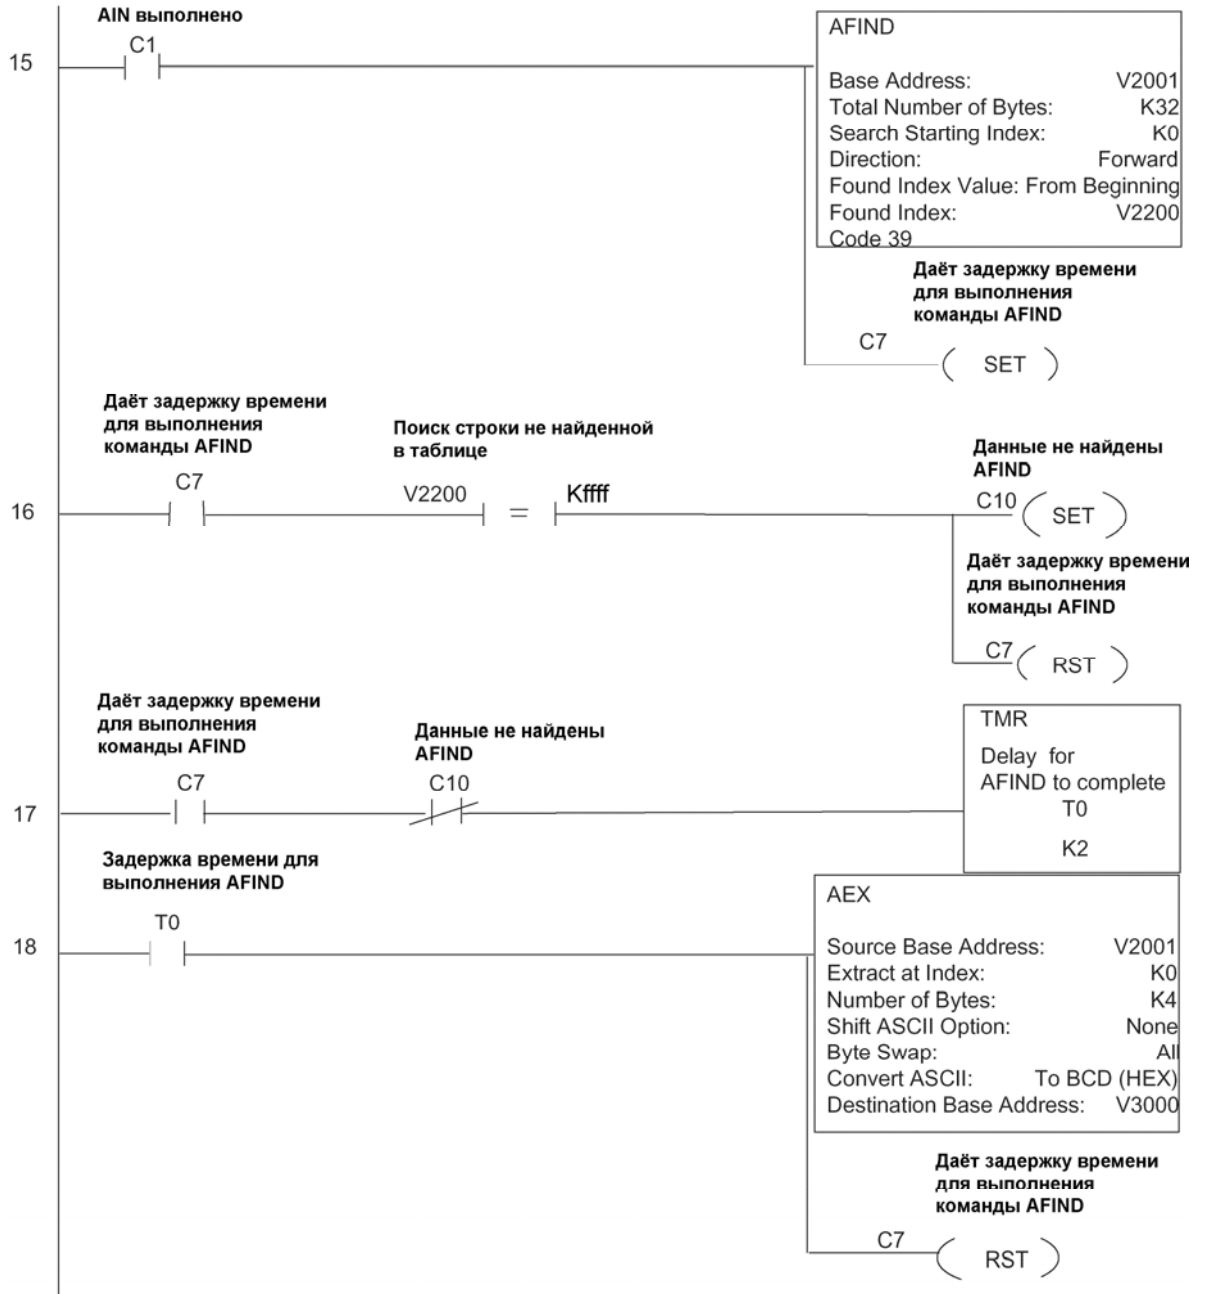 AIN выполнено
C1
15
AFIND
Base Address: V2001
Total Number of Bytes: K32
Search Starting Index: K0
Direction: Forward
Found Index Value: From Beginning
Found Index: V2200
Code 39
Даёт задержку времени
для выполнения
команды AFIND
C7
SET
Даёт задержку времени
для выполнения
команды AFIND
C7
Поиск строки не найденной
в таблице
V2200
=
Kffff
16
Данные не найдены
AFIND
C10
SET
Даёт задержку времени
для выполнения
команды AFIND
C7
RST
Даёт задержку времени
для выполнения
команды AFIND
C7
Данные не найдены
AFIND
C10
17
TMR
Delay for
AFIND to complete
T0
K2
Задержка времени для
выполнения AFIND
T0
18
AEX
Source Base Address: V2001
Extract at Index: K0
Number of Bytes: K4
Shift ASCII Option: None
Byte Swap: All
Convert ASCII: To BCD (HEX)
Destination Base Address: V3000
Даёт задержку времени
для выполнения
команды AFIND
C7
RST